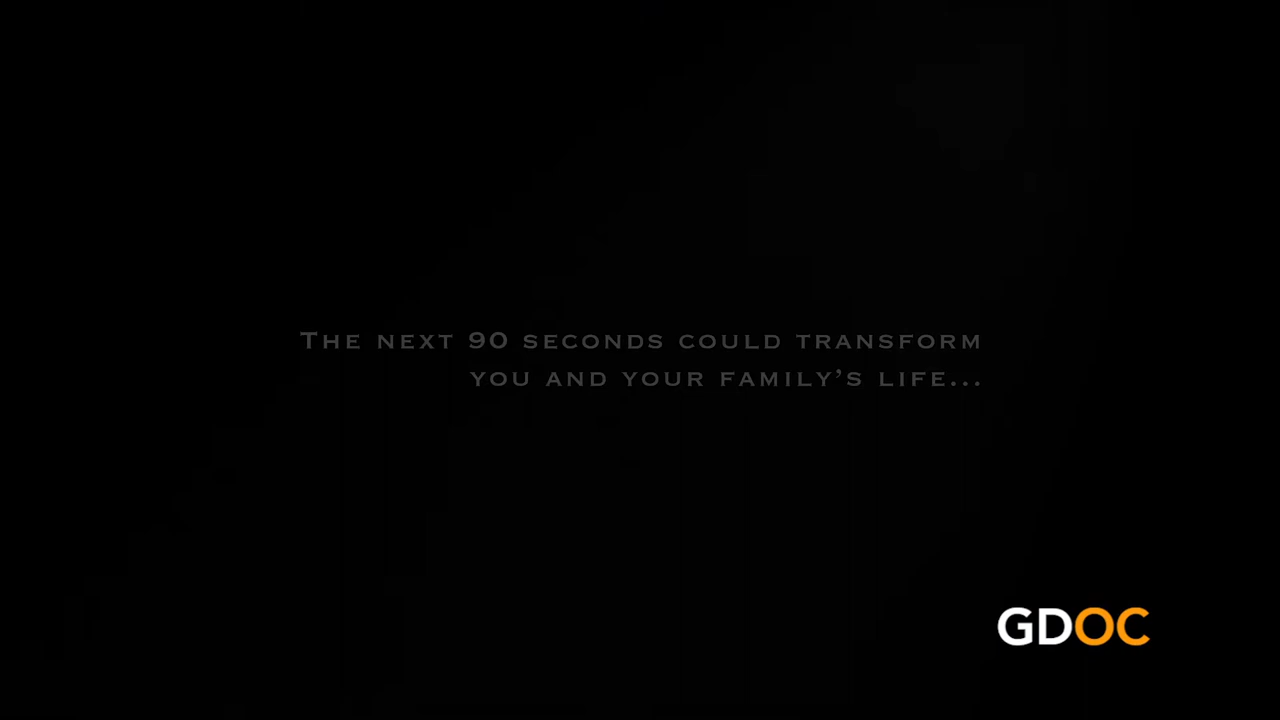 The next 90 seconds could transform
you and your family’s life...
GDOC